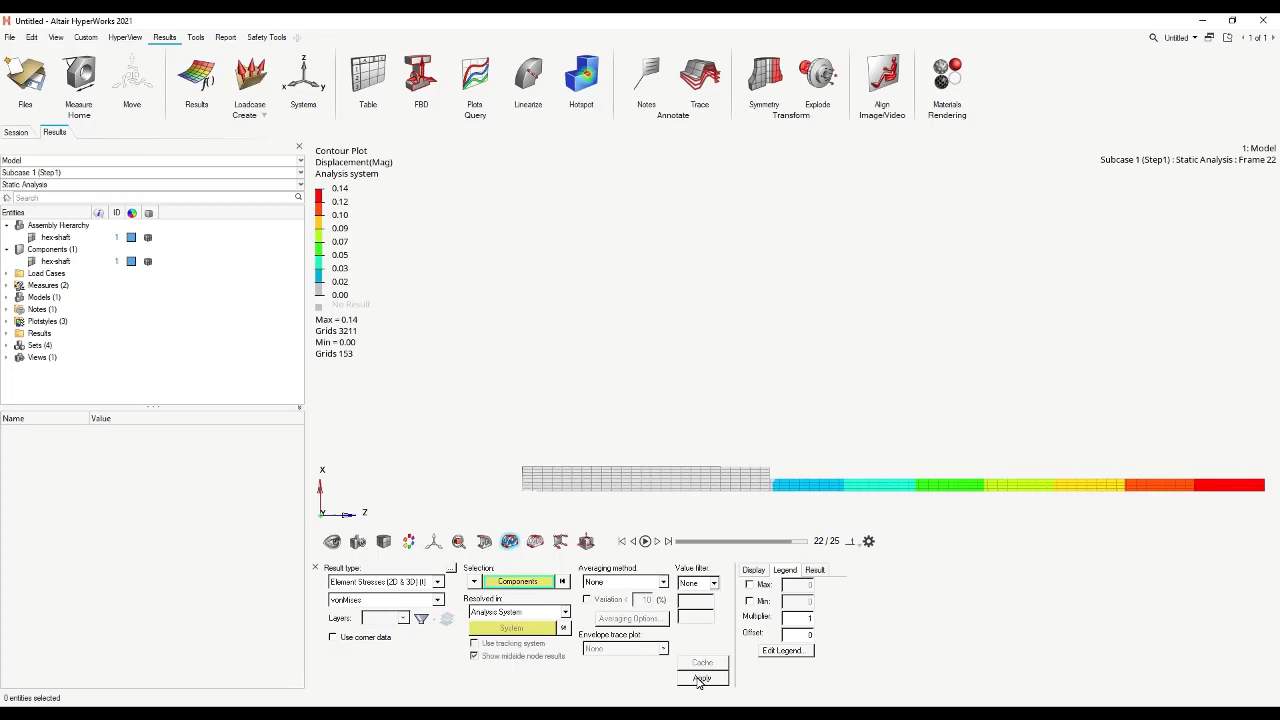 Untitled - Altair HyperWorks 2021
File Edit View Custom HyperView Results Tools Report Safety Tools
Untitled 1 of 1
Files Measure Move Results Loadcase Systems Table FBD Plots Linearize Hotspot Notes Trace Symmetry Explode Align Materials
Home Create Query Annotate Transform Image/Video Rendering
Session Results
Model
Subcase 1 (Step1)
Static Analysis
Search
Entities ID
Assembly Hierarchy
hex-shaft 1
Components (1)
hex-shaft 1
Load Cases
Measures (2)
Models (1)
Notes (1)
Plotstyles (3)
Results
Sets (4)
Views (1)
Name Value
Contour Plot
Displacement(Mag)
Analysis system
0.14
0.12
0.10
0.09
0.07
0.05
0.03
0.02
0.00
No Result
Max = 0.14
Grids 3211
Min = 0.00
Grids 153
1: Model
Subcase 1 (Step1) : Static Analysis : Frame 22
X
Y Z
22 / 25
Result type: ...
Element Stresses (2D & 3D) (t)
vonMises
Layers:
Use corner data
Selection:
Components
Resolved in:
Analysis System
System
Use tracking system
Show midside node results
Averaging method:
None
Variation < 10 (%)
Averaging Options...
Envelope trace plot:
None
Value filter:
None
Cache
Apply
Display Legend Result
Max: 0
Min: 0
Multiplier: 1
Offset: 0
Edit Legend...
0 entities selected